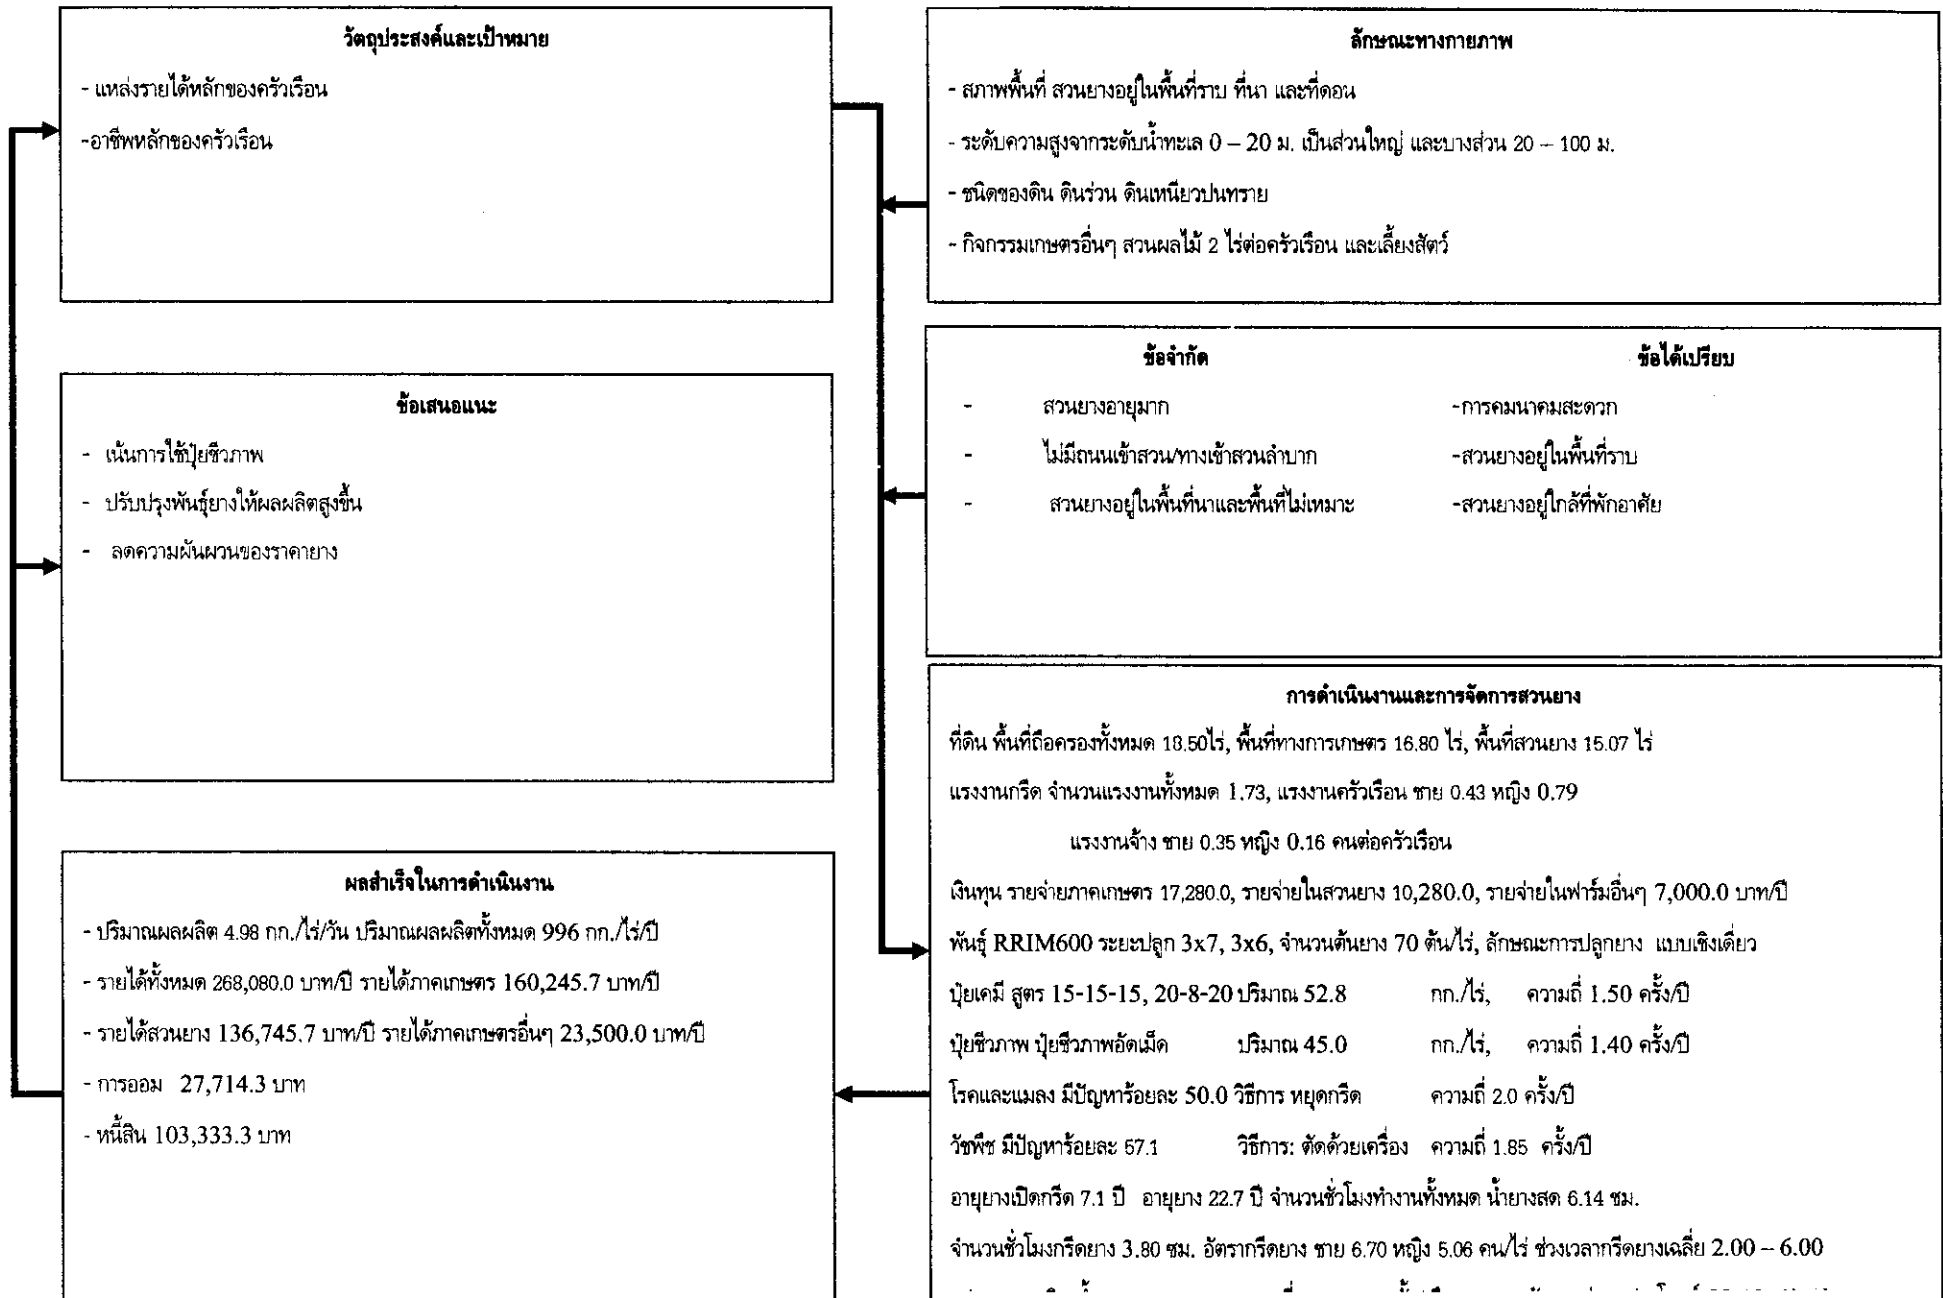 วัตถุประสงค์และเป้าหมาย
- แหล่งรายได้หลักของครัวเรือน
-อาชีพหลักของครัวเรือน
ลักษณะทางกายภาพ
- สภาพพื้นที่ สวนยางอยู่ในพื้นที่ราบ ที่นา และที่ดอน
- ระดับความสูงจากระดับน้ำทะเล 0 – 20 ม. เป็นส่วนใหญ่ และบางส่วน 20 – 100 ม.
- ชนิดของดิน ดินร่วน ดินเหนียวปนทราย
- กิจกรรมเกษตรอื่นๆ สวนผลไม้ 2 ไร่ต่อครัวเรือน และเลี้ยงสัตว์
ข้อเสนอแนะ
- เน้นการใช้ปุ๋ยชีวภาพ
- ปรับปรุงพันธุ์ยางให้ผลผลิตสูงขึ้น
- ลดความผันผวนของราคายาง
ข้อจำกัด ข้อได้เปรียบ
- สวนยางอายุมาก -การคมนาคมสะดวก
- ไม่มีถนนเข้าสวน/ทางเข้าสวนลำบาก -สวนยางอยู่ในพื้นที่ราบ
- สวนยางอยู่ในพื้นที่นาและพื้นที่ไม่เหมาะ -สวนยางอยู่ใกล้ที่พักอาศัย
ผลสำเร็จในการดำเนินงาน
- ปริมาณผลผลิต 4.98 กก./ไร่/วัน ปริมาณผลผลิตทั้งหมด 996 กก./ไร่/ปี
- รายได้ทั้งหมด 268,080.0 บาท/ปี รายได้ภาคเกษตร 160,245.7 บาท/ปี
- รายได้สวนยาง 136,745.7 บาท/ปี รายได้ภาคเกษตรอื่นๆ 23,500.0 บาท/ปี
- การออม 27,714.3 บาท
- หนี้สิน 103,333.3 บาท
การดำเนินงานและการจัดการสวนยาง
ที่ดิน พื้นที่ถือครองทั้งหมด 18.50ไร่, พื้นที่ทางการเกษตร 16.80 ไร่, พื้นที่สวนยาง 15.07 ไร่
แรงงานกรีด จำนวนแรงงานทั้งหมด 1.73, แรงงานครัวเรือน ชาย 0.43 หญิง 0.79
แรงงานจ้าง ชาย 0.35 หญิง 0.16 คนต่อครัวเรือน
เงินทุน รายจ่ายภาคเกษตร 17,280.0, รายจ่ายในสวนยาง 10,280.0, รายจ่ายในฟาร์มอื่นๆ 7,000.0 บาท/ปี
พันธุ์ RRIM600 ระยะปลูก 3x7, 3x6, จำนวนต้นยาง 70 ต้น/ไร่, ลักษณะการปลูกยาง แบบเชิงเดี่ยว
ปุ๋ยเคมี สูตร 15-15-15, 20-8-20 ปริมาณ 52.8 กก./ไร่, ความถี่ 1.50 ครั้ง/ปี
ปุ๋ยชีวภาพ ปุ๋ยชีวภาพอัดเม็ด ปริมาณ 45.0 กก./ไร่, ความถี่ 1.40 ครั้ง/ปี
โรคและแมลง มีปัญหาร้อยละ 50.0 วิธีการ หยุดกรีด ความถี่ 2.0 ครั้ง/ปี
วัชพืช มีปัญหาร้อยละ 57.1 วิธีการ: ตัดด้วยเครื่อง ความถี่ 1.85 ครั้ง/ปี
อายุยางเปิดกรีด 7.1 ปี อายุยาง 22.7 ปี จำนวนชั่วโมงทำงานทั้งหมด น้ำยางสด 6.14 ชม.
จำนวนชั่วโมงกรีดยาง 3.80 ชม. อัตรากรีดยาง ชาย 6.70 หญิง 5.06 คน/ไร่ ช่วงเวลากรีดยางเฉลี่ย 2.00 – 6.00